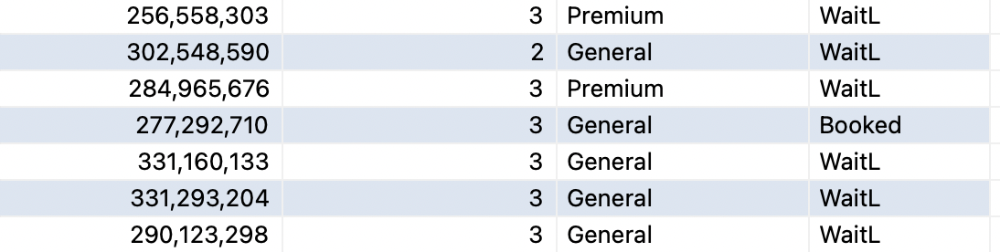 256,558,303 3 Premium WaitL
302,548,590 2 General WaitL
284,965,676 3 Premium WaitL
277,292,710 3 General Booked
331,160,133 3 General WaitL
331,293,204 3 General WaitL
290,123,298 3 General WaitL